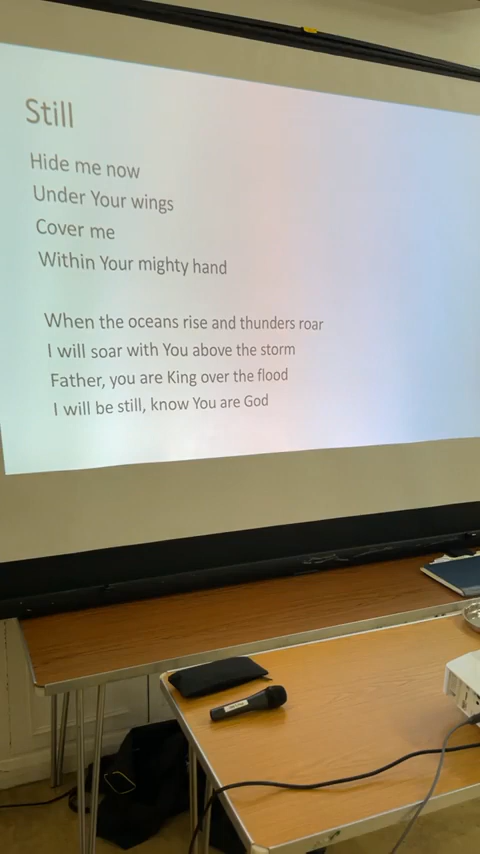 Still
Hide me now
Under Your wings
Cover me
Within Your mighty hand
When the oceans rise and thunders roar
I will soar with You above the storm
Father, you are King over the flood
I will be still, know You are God